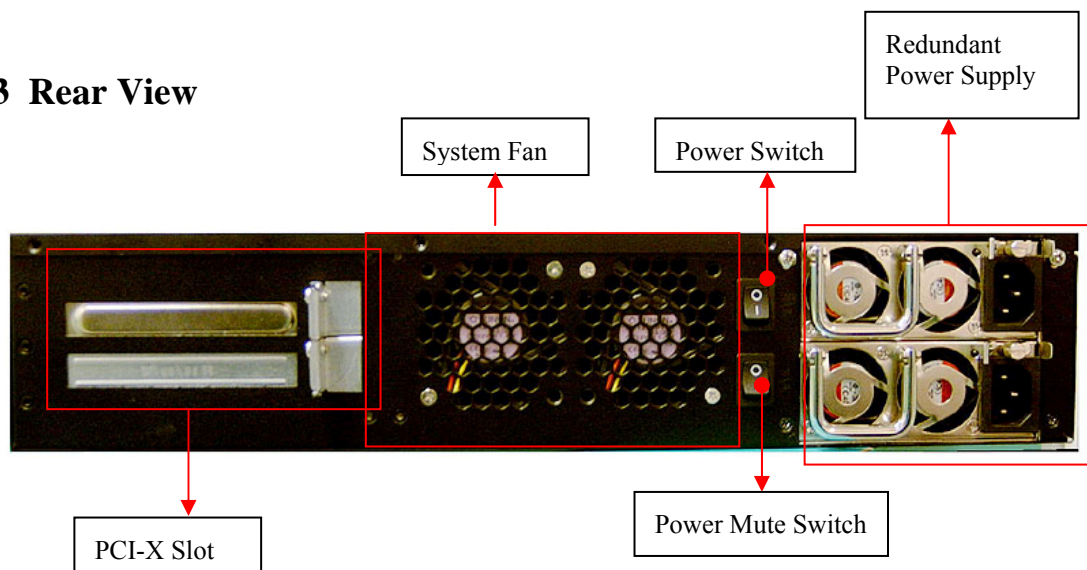 3 Rear View
Redundant
Power Supply
System Fan
Power Switch
PCI-X Slot
Power Mute Switch